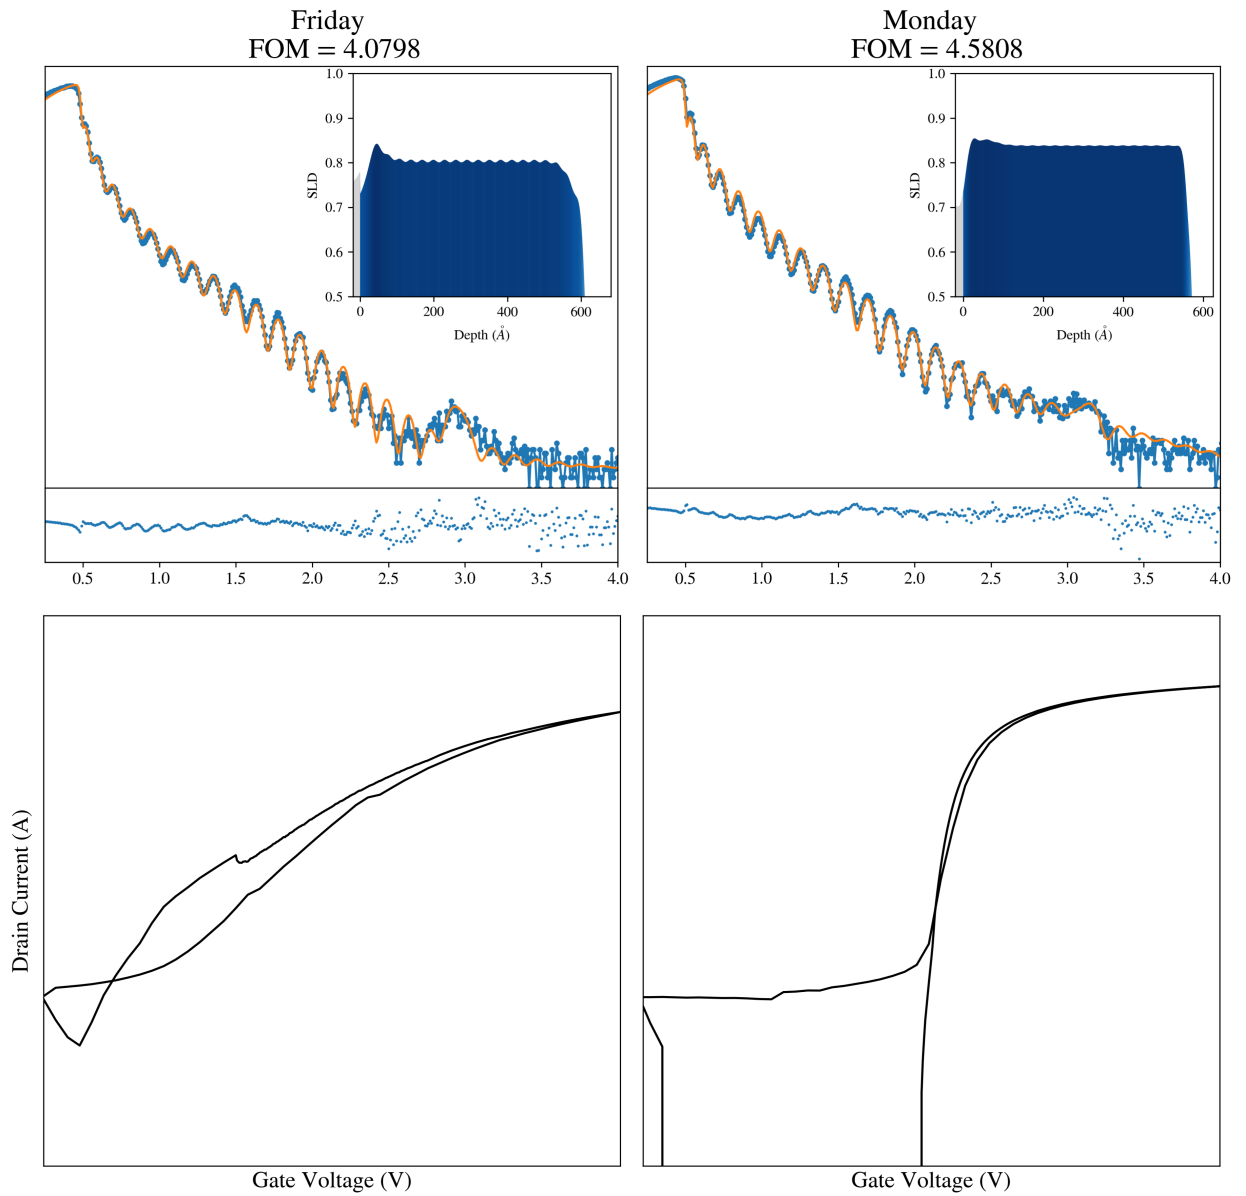 Friday
FOM = 4.0798
Monday
FOM = 4.5808
1.0
0.9
0.8
0.7
0.6
0.5
SLD
0 200 400 600
Depth (Å)
1.0
0.9
0.8
0.7
0.6
0.5
SLD
0 200 400 600
Depth (Å)
0.5 1.0 1.5 2.0 2.5 3.0 3.5 4.0
0.5 1.0 1.5 2.0 2.5 3.0 3.5 4.0
Drain Current (A)
Gate Voltage (V)
Gate Voltage (V)